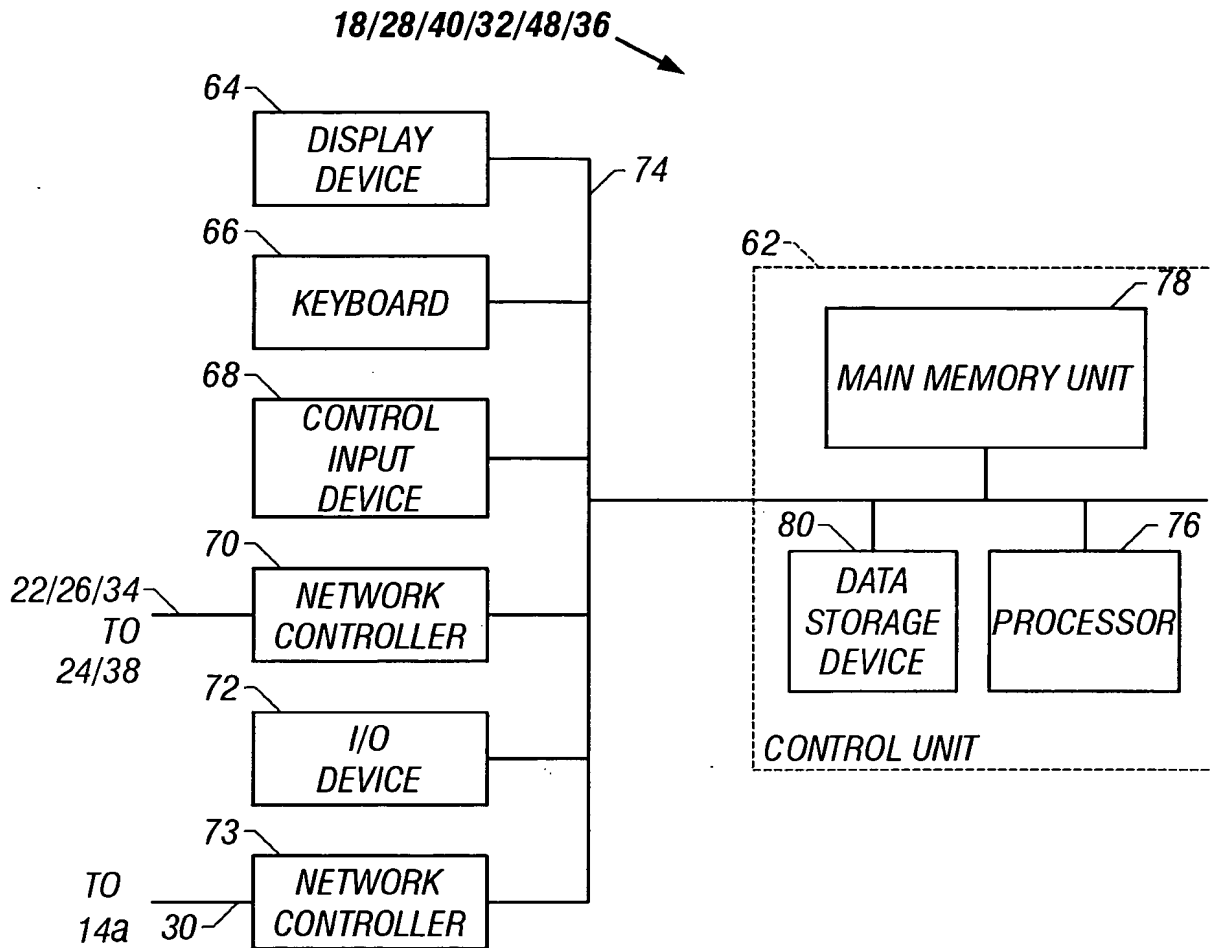 18/28/40/32/48/36
64
DISPLAY
DEVICE
74
66
KEYBOARD
62
78
MAIN MEMORY UNIT
68
CONTROL
INPUT
DEVICE
70
NETWORK
CONTROLLER
22/26/34
TO
24/38
80
DATA
STORAGE
DEVICE
76
PROCESSOR
72
I/O
DEVICE
CONTROL UNIT
73
NETWORK
CONTROLLER
TO
14a
30